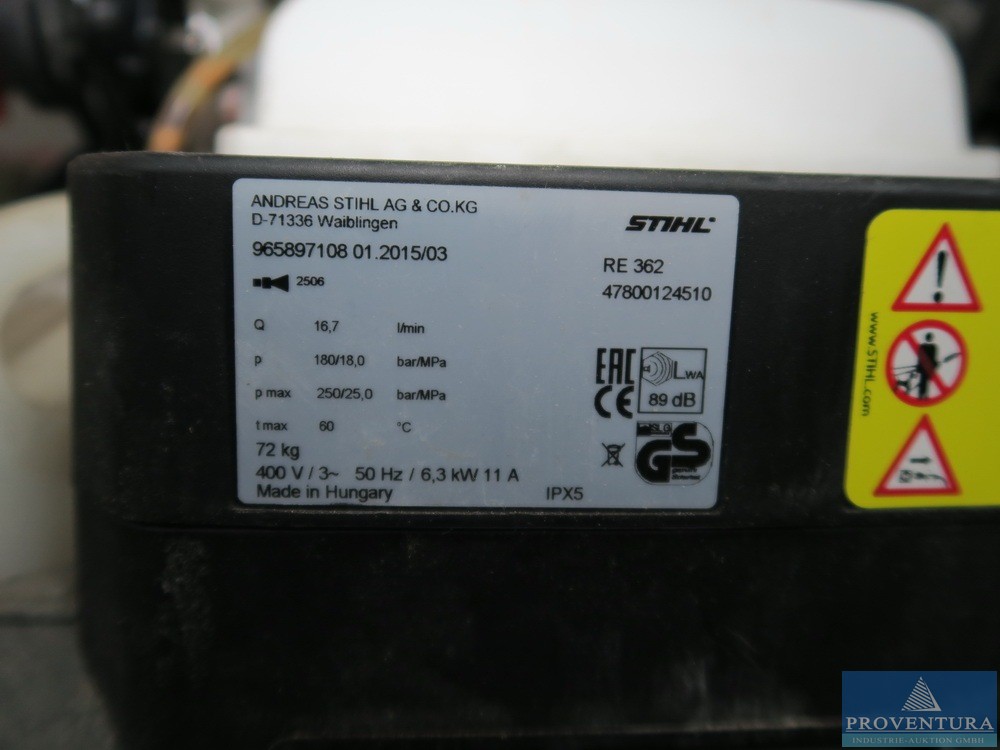 ANDREAS STIHL AG & CO.KG
D-71336 Waiblingen
STIHL
965897108 01.2015/03
RE 362
2506
47800124510
Q 16,7 l/min
p 180/18,0 bar/MPa
p max 250/25,0 bar/MPa
t max 60 °C
72 kg
400 V / 3~ 50 Hz / 6,3 kW 11 A
Made in Hungary
IPX5
EAC
CE
LWA
89 dB
SLG
GS
www.STIHL.com
PROVENTURA
INDUSTRIE-AUKTION GMBH